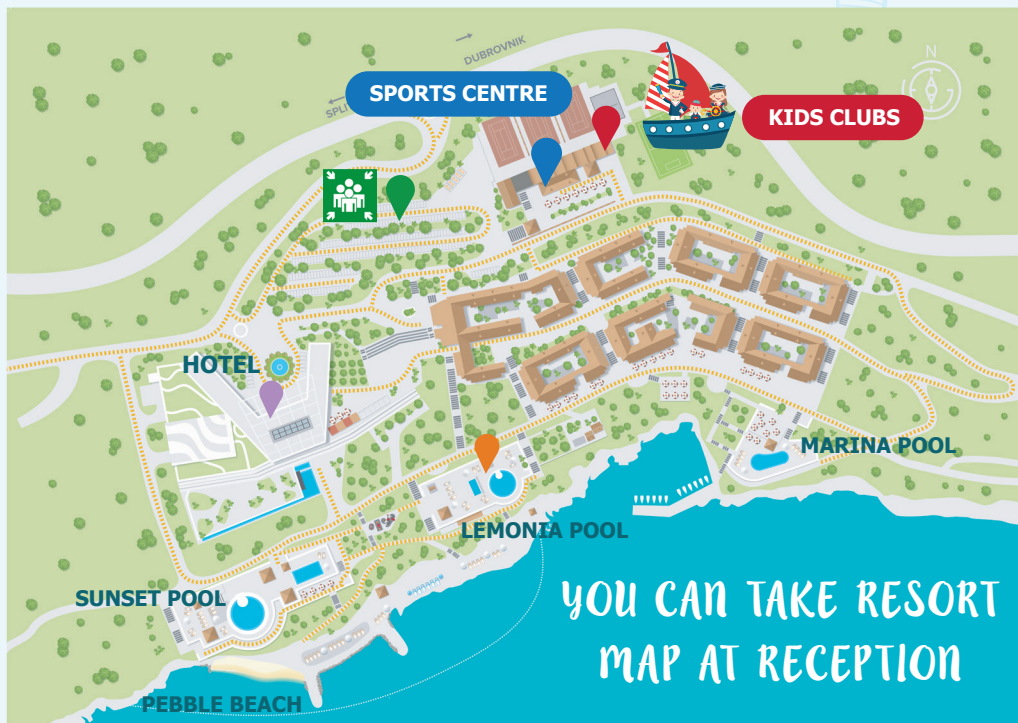 DUBROVNIK
SPLI
SPORTS CENTRE
KIDS CLUBS
N
HOTEL
MARINA POOL
LEMONIA POOL
SUNSET POOL
PEBBLE BEACH
YOU CAN TAKE RESORT
MAP AT RECEPTION